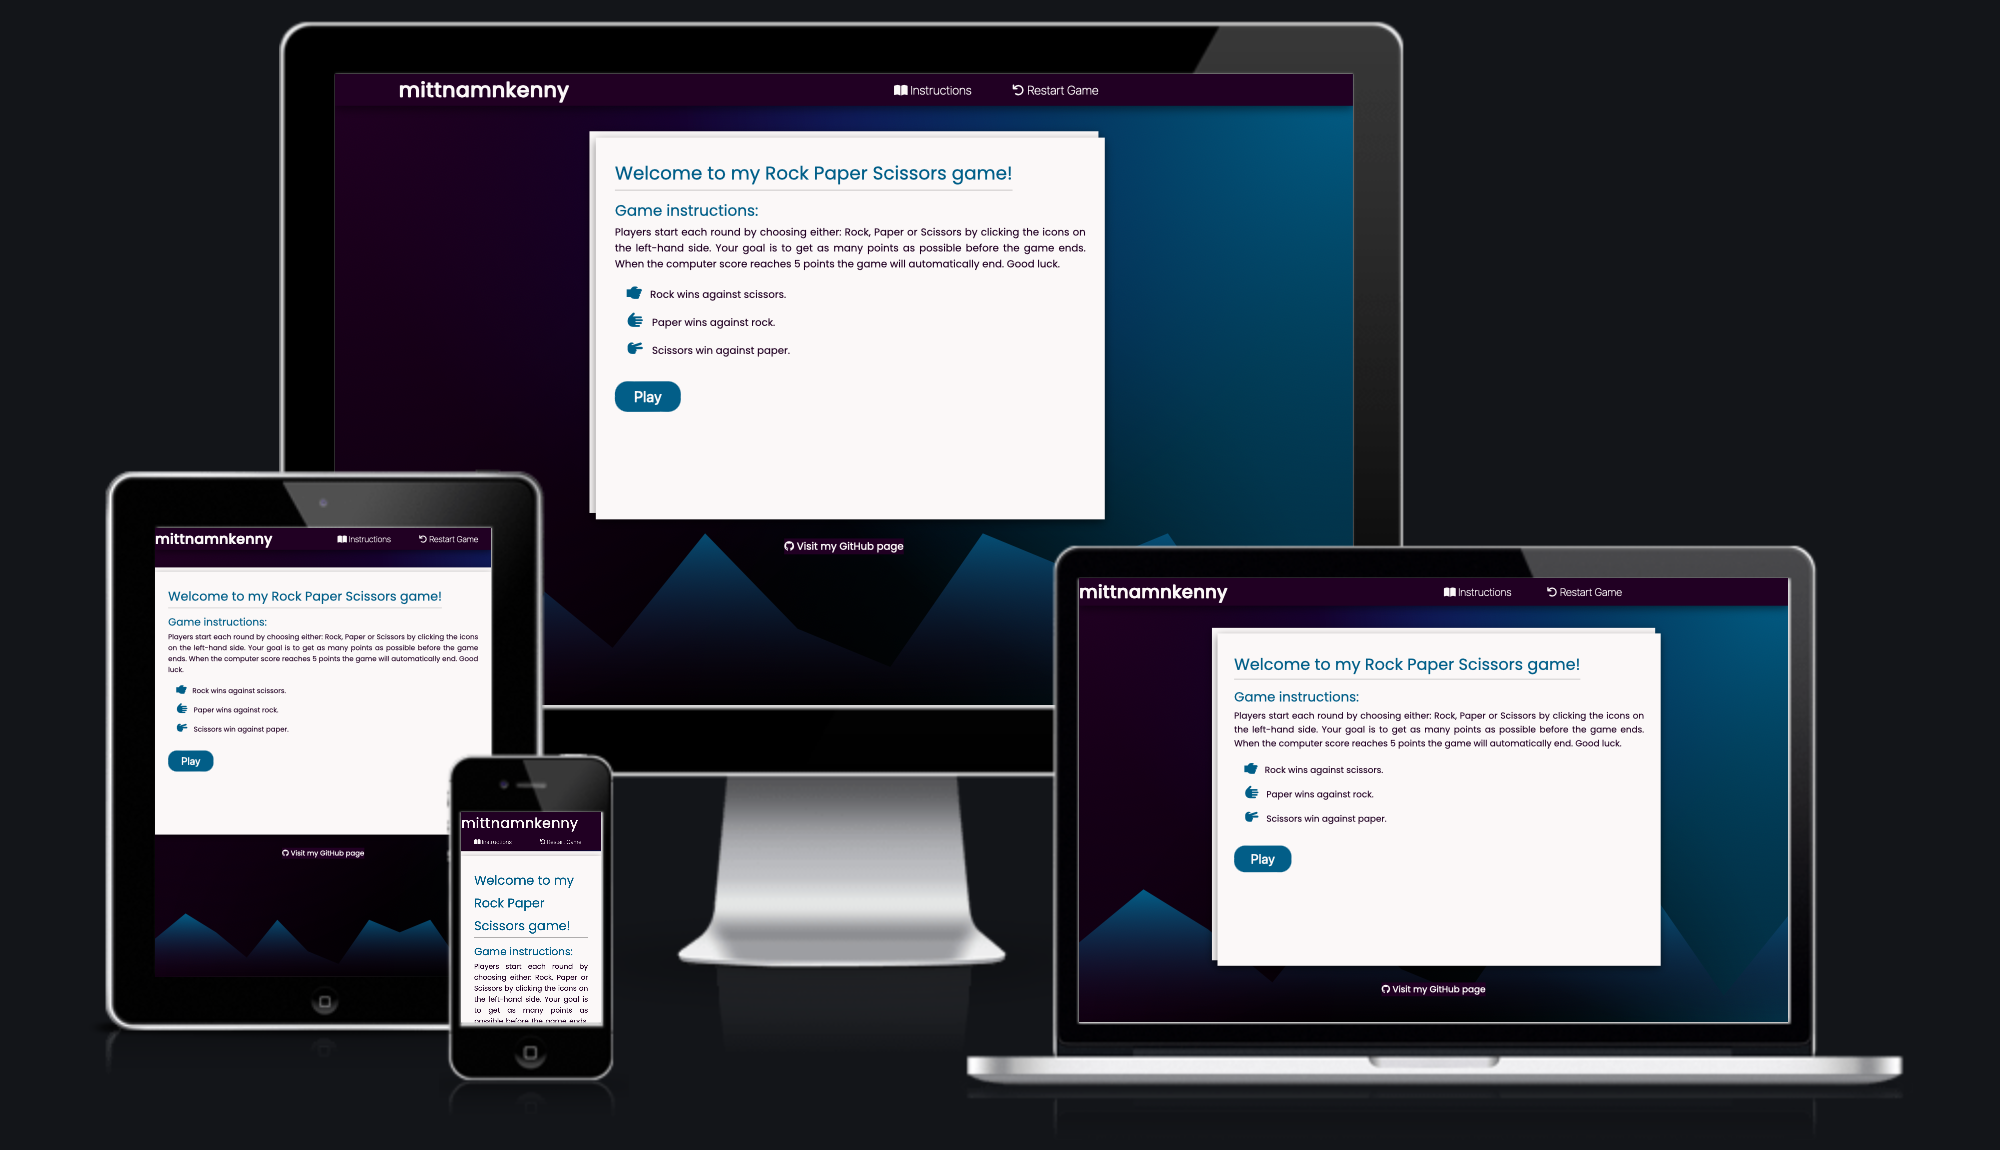 mittnamnkenny
Instructions
Restart Game
Welcome to my Rock Paper Scissors game!
Game instructions:
Players start each round by choosing either: Rock, Paper or Scissors by clicking the icons on
the left-hand side. Your goal is to get as many points as possible before the game ends.
When the computer score reaches 5 points the game will automatically end. Good luck.
Rock wins against scissors.
Paper wins against rock.
Scissors win against paper.
Play
Visit my GitHub page
mittnamnkenny
Instructions
Restart Game
Welcome to my Rock Paper Scissors game!
Game instructions:
Players start each round by choosing either: Rock, Paper or Scissors by clicking the icons
on the left-hand side. Your goal is to get as many points as possible before the game
ends. When the computer score reaches 5 points the game will automatically end. Good
luck.
Rock wins against scissors.
Paper wins against rock.
Scissors win against paper.
Play
Visit my GitHub page
mittnamnkenny
Instructions
Restart Game
Welcome to my
Rock Paper
Scissors game!
Game instructions:
Players start each round by
choosing either: Rock, Paper or
Scissors by clicking the icons on
the left-hand side. Your goal is
to get as many points as
possible before the game ends.
mittnamnkenny
Instructions
Restart Game
Welcome to my Rock Paper Scissors game!
Game instructions:
Players start each round by choosing either: Rock, Paper or Scissors by clicking the icons on
the left-hand side. Your goal is to get as many points as possible before the game ends.
When the computer score reaches 5 points the game will automatically end. Good luck.
Rock wins against scissors.
Paper wins against rock.
Scissors win against paper.
Play
Visit my GitHub page